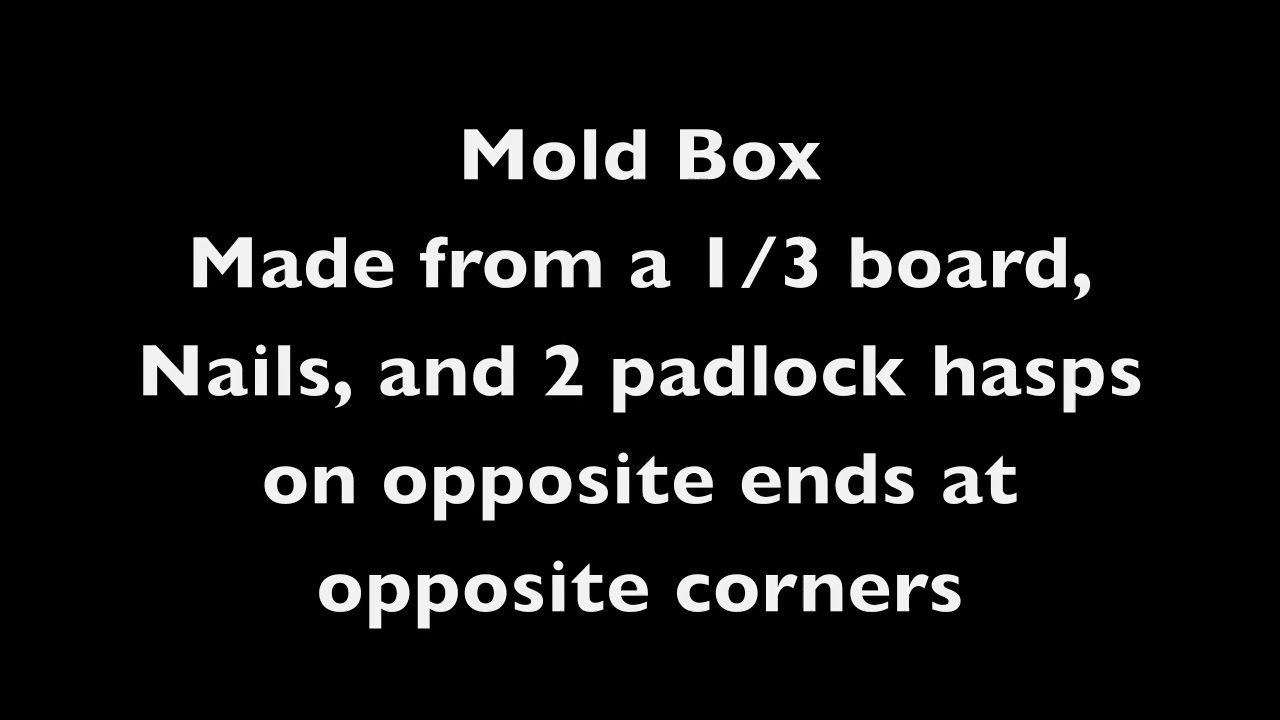 Mold Box
Made from a 1/3 board,
Nails, and 2 padlock hasps
on opposite ends at
opposite corners